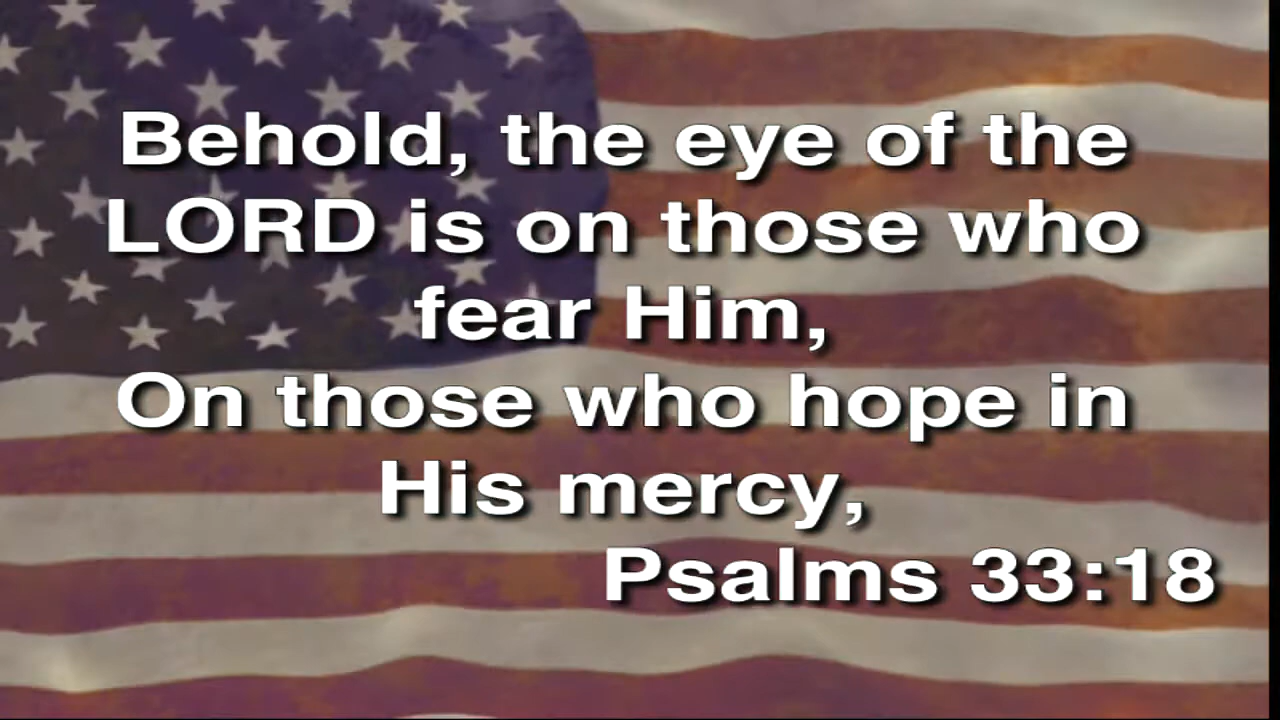 Behold, the eye of the
LORD is on those who
fear Him,
On those who hope in
His mercy,
Psalms 33:18